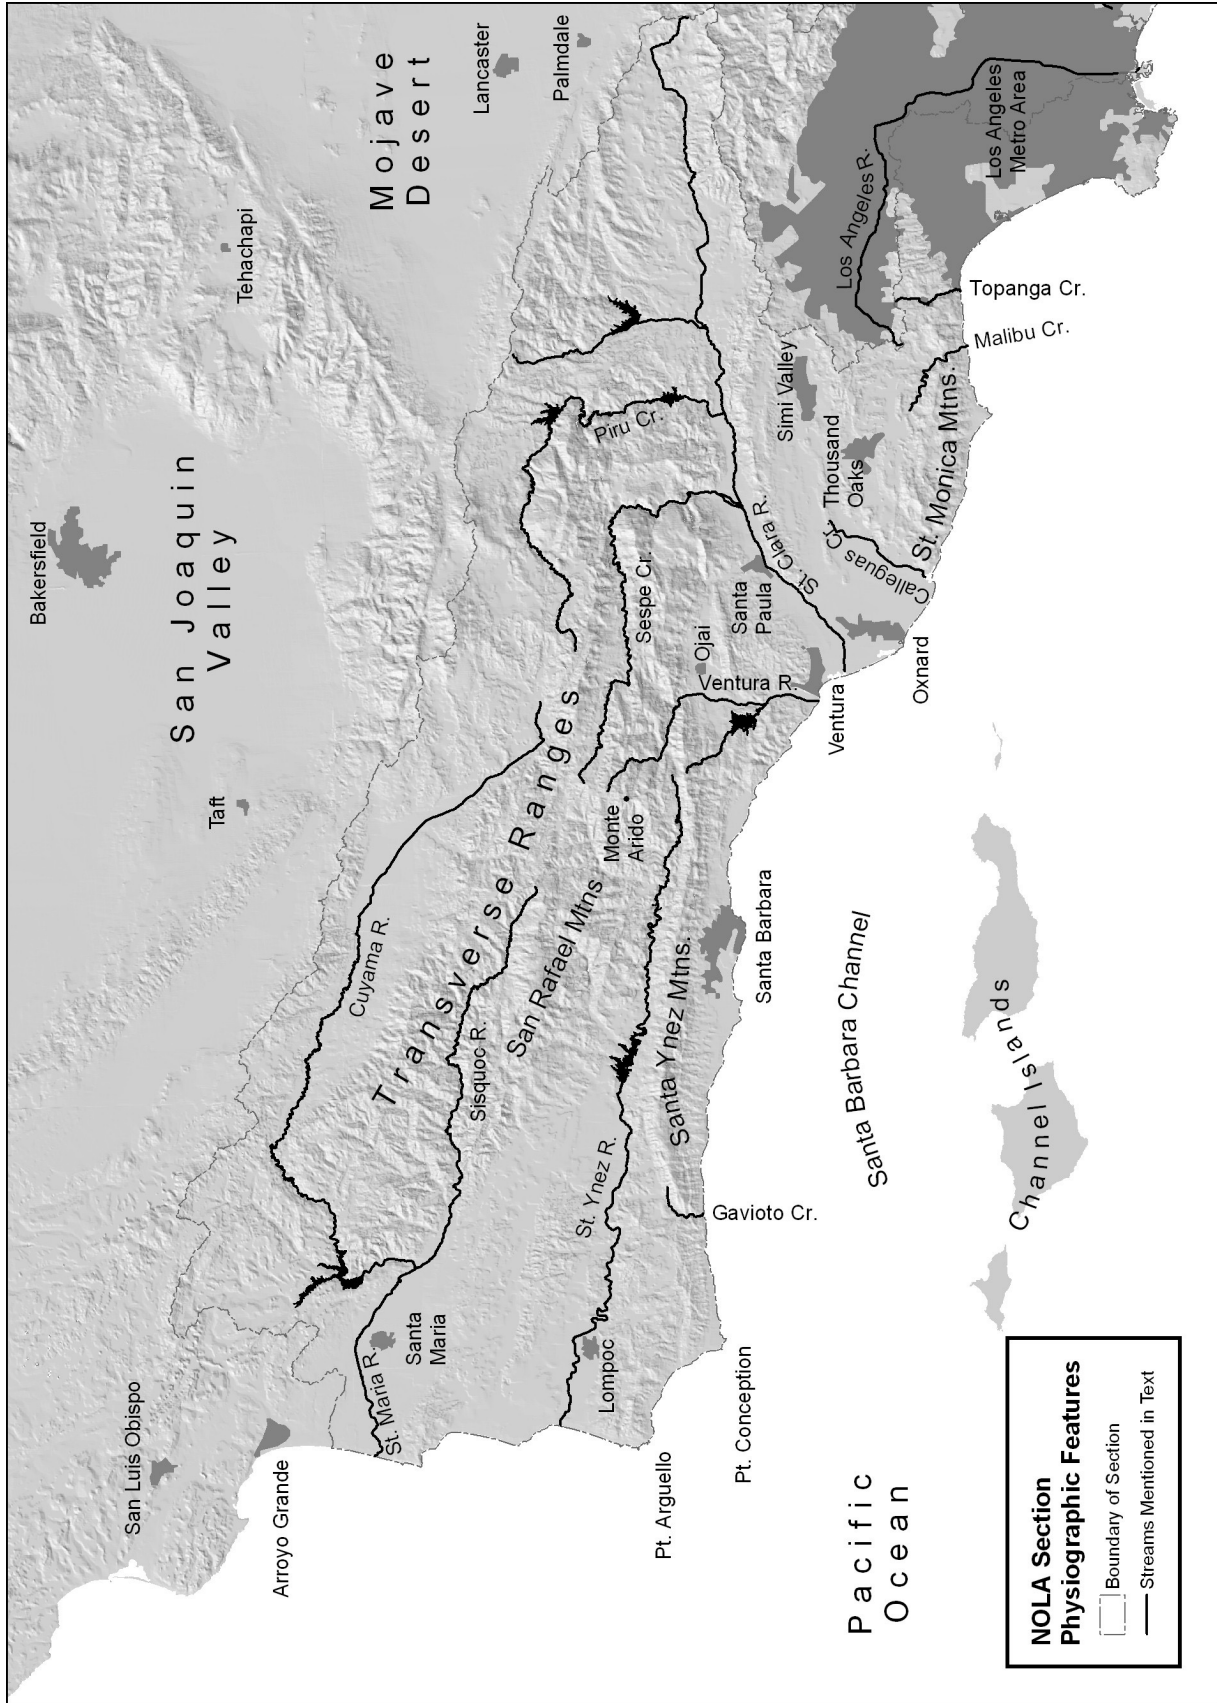 Bakersfield
San Joaquin
Valley
Taft
Tehachapi
Mojave
Desert
Lancaster
Palmdale
San Luis Obispo
Arroyo Grande
St. Maria R.
Santa
Maria
Cuyama R.
Transverse Ranges
Sisquoc R.
San Rafael Mtns
Monte
Arido
Sespe Cr.
Piru Cr.
Lompoc
St. Ynez R.
Santa Ynez Mtns.
Gavioto Cr.
Santa Barbara
Ojai
Ventura R.
Santa
Paula
St. Clara R.
Ventura
Oxnard
Simi Valley
Thousand
Oaks
Calleguas Cr.
St. Monica Mtns.
Malibu Cr.
Topanga Cr.
Los Angeles R.
Los Angeles
Metro Area
Pt. Arguello
Pt. Conception
Santa Barbara Channel
Channel Islands
Pacific
Ocean
NOLA Section
Physiographic Features
Boundary of Section
Streams Mentioned in Text